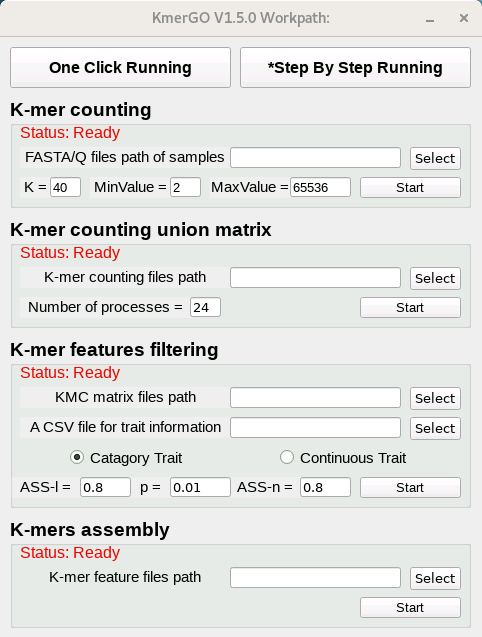 KmerGO V1.5.0 Workpath:
One Click Running
*Step By Step Running
K-mer counting
Status: Ready
FASTA/Q files path of samples Select
K = 40 MinValue = 2 MaxValue = 65536 Start
K-mer counting union matrix
Status: Ready
K-mer counting files path Select
Number of processes = 24 Start
K-mer features filtering
Status: Ready
KMC matrix files path Select
A CSV file for trait information Select
Catagory Trait Continuous Trait
ASS-l = 0.8 p = 0.01 ASS-n = 0.8 Start
K-mers assembly
Status: Ready
K-mer feature files path Select
Start